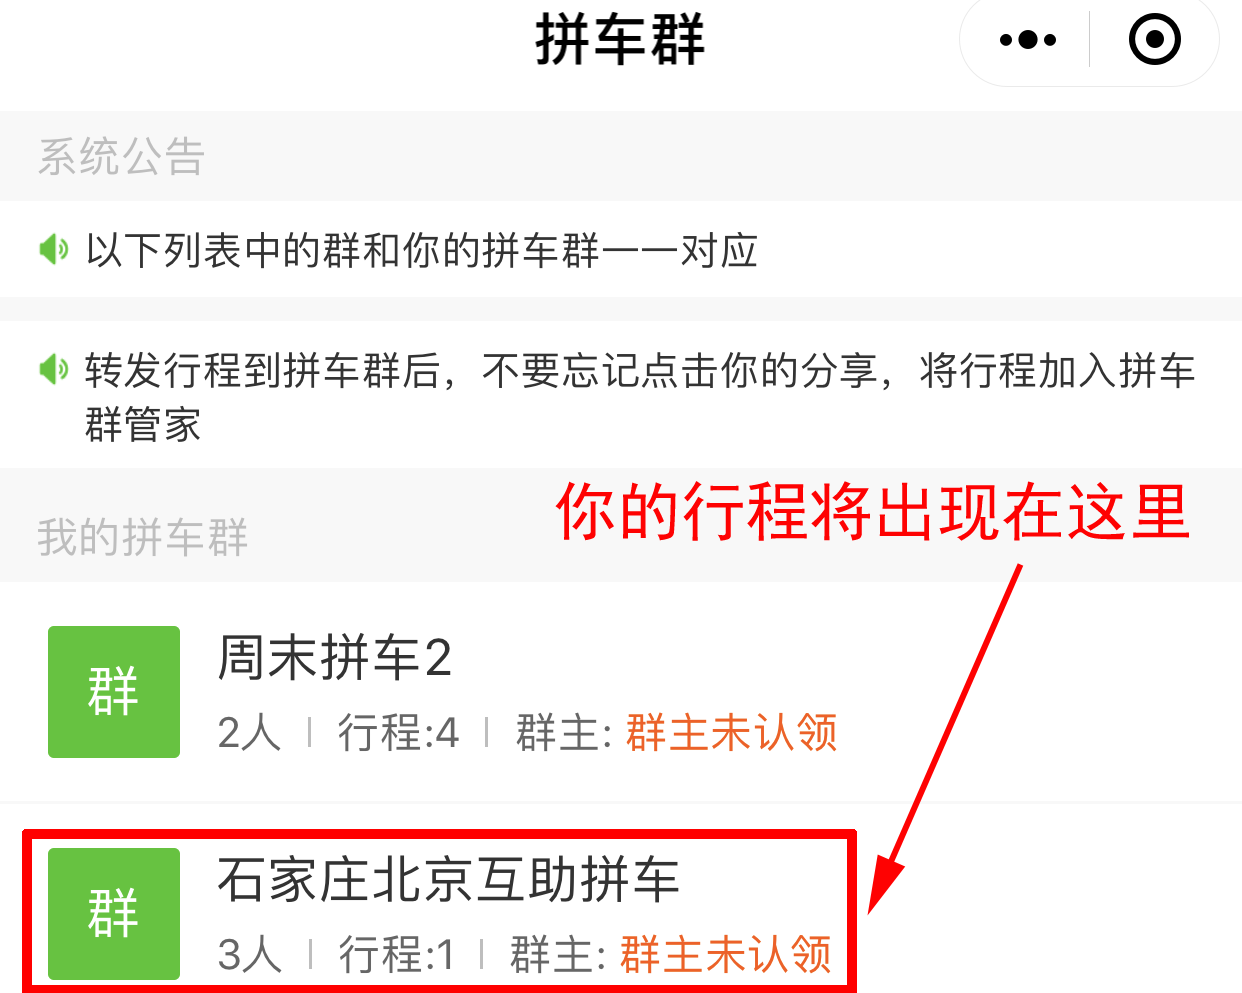 拼车群
系统公告
以下列表中的群和你的拼车群一一对应
转发行程到拼车群后，不要忘记点击你的分享，将行程加入拼车
群管家
你的行程将出现在这里
我的拼车群
群
周末拼车2
2人 | 行程:4 | 群主: 群主未认领
群
石家庄北京互助拼车
3人 | 行程:1 | 群主: 群主未认领